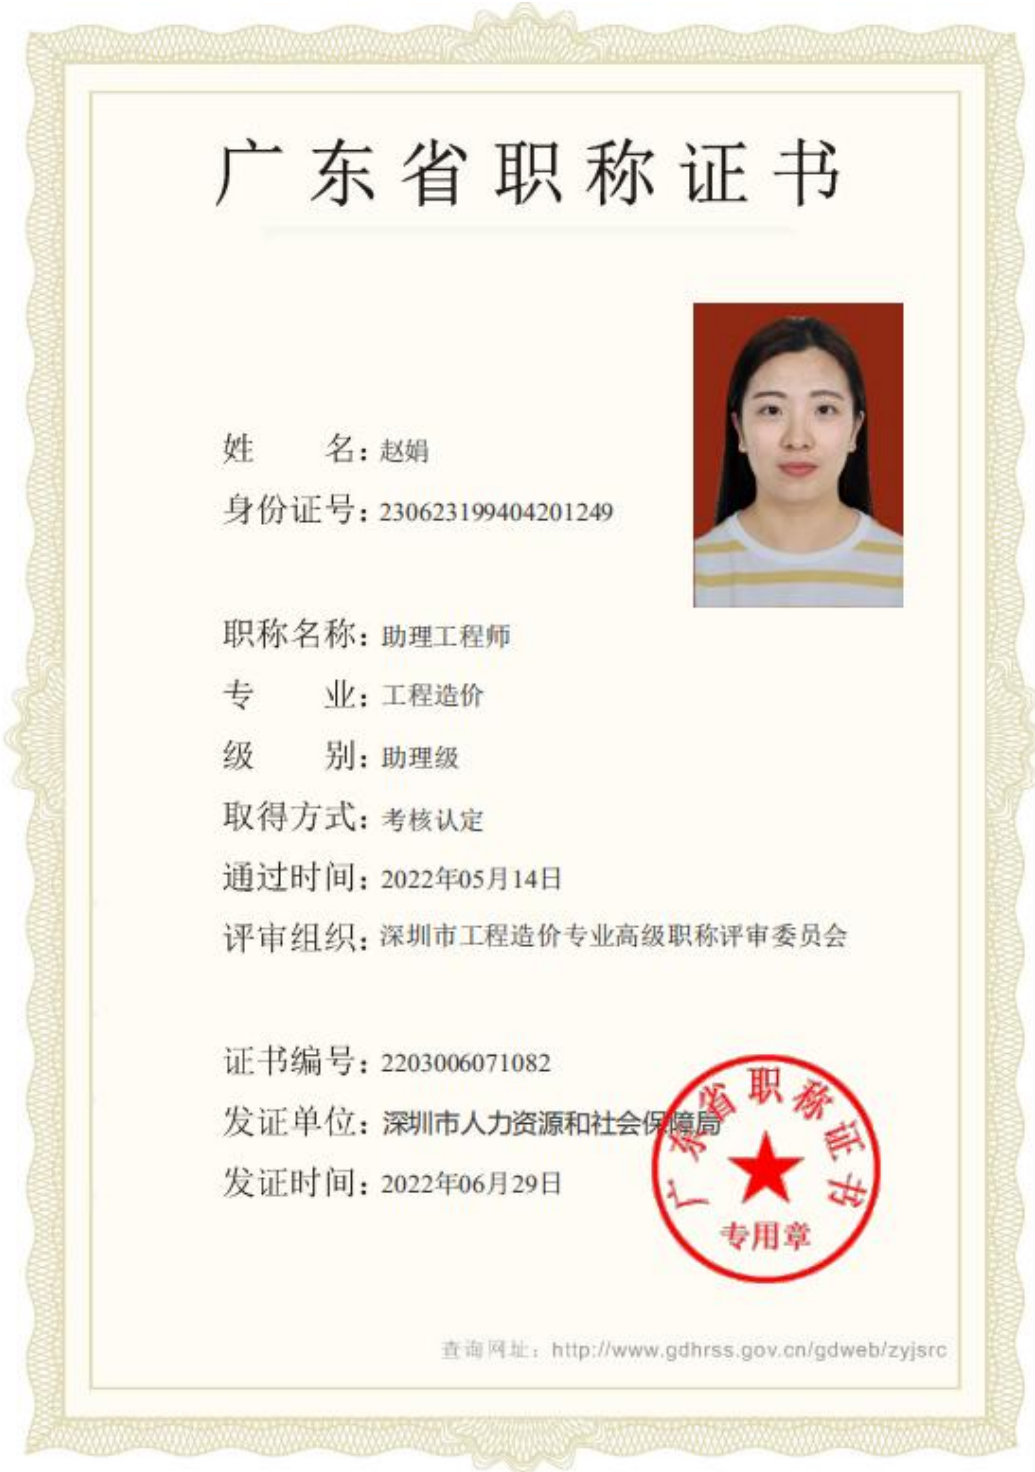 广东省职称证书
姓　　名：赵娟
身份证号：230623199404201249
职称名称：助理工程师
专　　业：工程造价
级　　别：助理级
取得方式：考核认定
通过时间：2022年05月14日
评审组织：深圳市工程造价专业高级职称评审委员会
证书编号：2203006071082
发证单位：深圳市人力资源和社会保障局
发证时间：2022年06月29日
广东省职称证书
专用章
查询网址：http://www.gdhrss.gov.cn/gdweb/zyjsrc